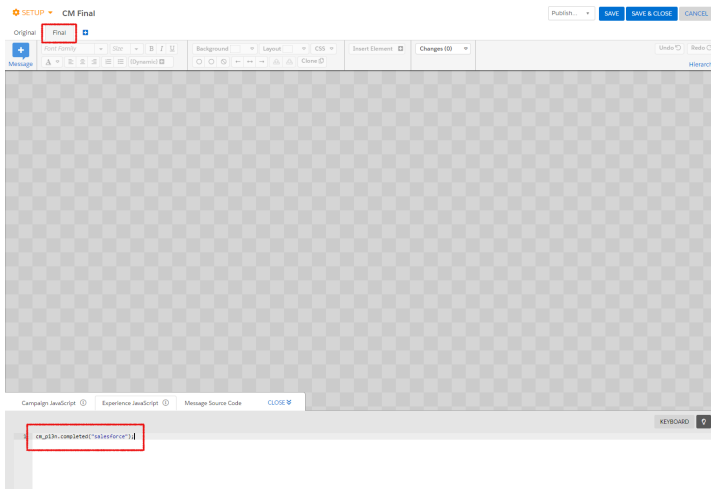 SETUP CM Final Publish... SAVE SAVE & CLOSE CANCEL
Original Final
Font Family Size B I U Background Layout CSS Insert Element Changes (0) Undo Redo
Message A (Dynamic) Clone Hierarch
Campaign JavaScript Experience JavaScript Message Source Code CLOSE
KEYBOARD
1 cm_p13n.completed("salesforce");